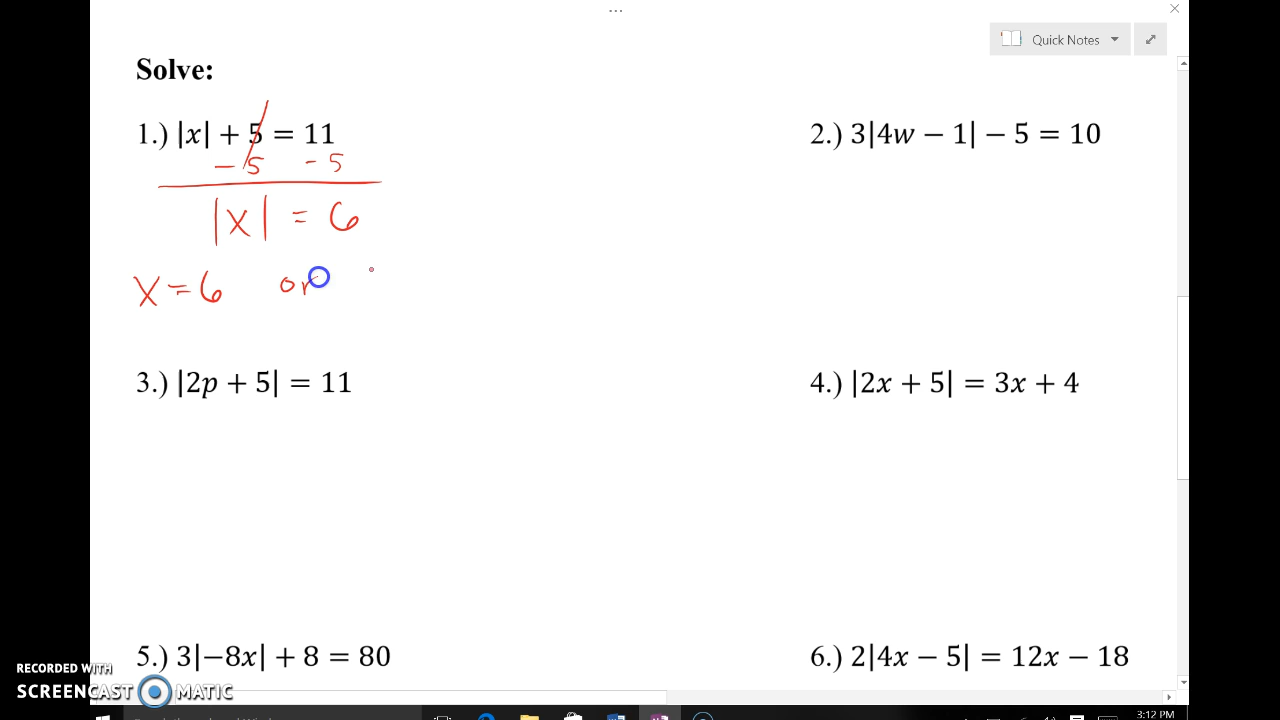 ...
Quick Notes
Solve:
1.) |x| + 5 = 11
- 5 - 5
|x| = 6
x = 6 or
2.) 3|4w − 1| − 5 = 10
3.) |2p + 5| = 11
4.) |2x + 5| = 3x + 4
5.) 3|−8x| + 8 = 80
6.) 2|4x − 5| = 12x − 18
RECORDED WITH
SCREENCAST MATIC
3:12 PM